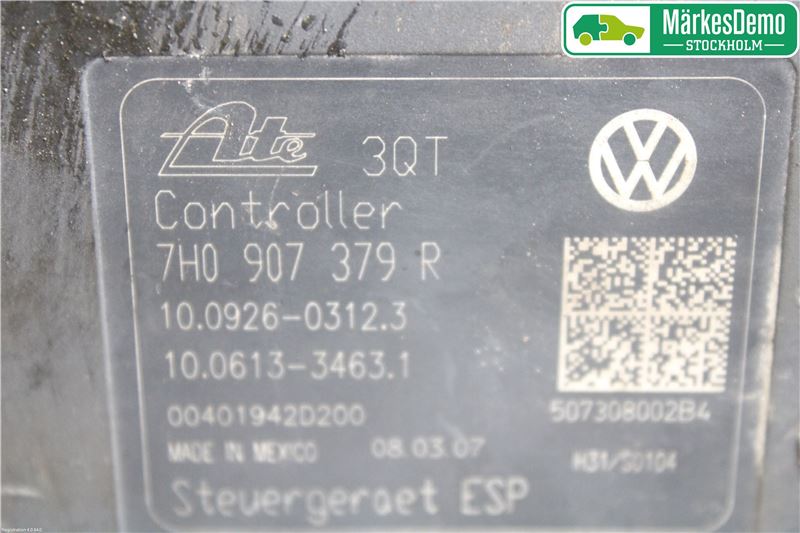 MärkesDemo
STOCKHOLM
Ate 3QT
Controller
7H0 907 379 R
10.0926-0312.3
10.0613-3463.1
00401942D200
507308002B4
MADE IN MEXICO 08.03.07
H31/S0104
Steuergeraet ESP